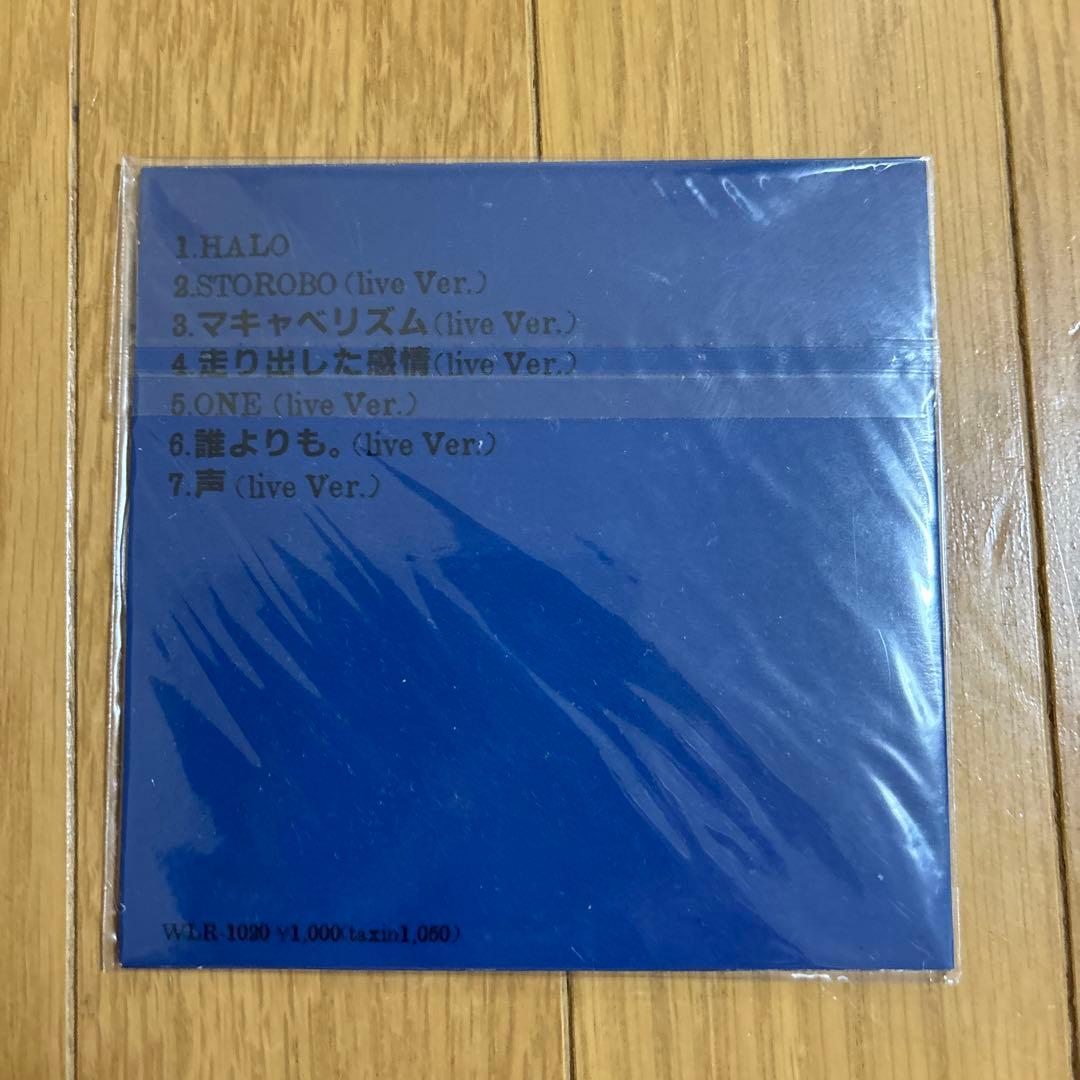 1.HALO
2.STOROBO (live Ver.)
3.マキャベリズム(live Ver.)
4.走り出した感情(live Ver.)
5.ONE (live Ver.)
6.誰よりも。(live Ver.)
7.声 (live Ver.)
WLR-1020 ¥1,000(taxin1,050)